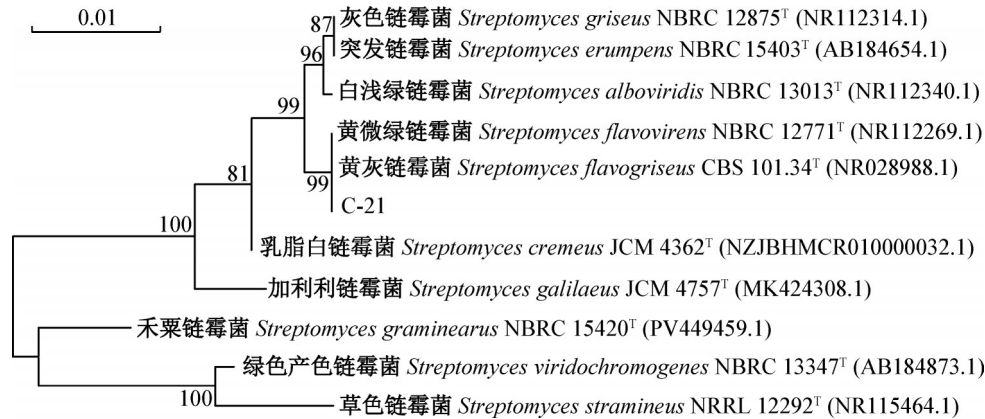 0.01
87
灰色链霉菌 Streptomyces griseus NBRC 12875ᵀ (NR112314.1)
突发链霉菌 Streptomyces erumpens NBRC 15403ᵀ (AB184654.1)
96
白浅绿链霉菌 Streptomyces alboviridis NBRC 13013ᵀ (NR112340.1)
99
黄微绿链霉菌 Streptomyces flavovirens NBRC 12771ᵀ (NR112269.1)
黄灰链霉菌 Streptomyces flavogriseus CBS 101.34ᵀ (NR028988.1)
81
99
C-21
100
乳脂白链霉菌 Streptomyces cremeus JCM 4362ᵀ (NZJBHMCR010000032.1)
加利利链霉菌 Streptomyces galilaeus JCM 4757ᵀ (MK424308.1)
禾粟链霉菌 Streptomyces graminearus NBRC 15420ᵀ (PV449459.1)
绿色产色链霉菌 Streptomyces viridochromogenes NBRC 13347ᵀ (AB184873.1)
100
草色链霉菌 Streptomyces stramineus NRRL 12292ᵀ (NR115464.1)